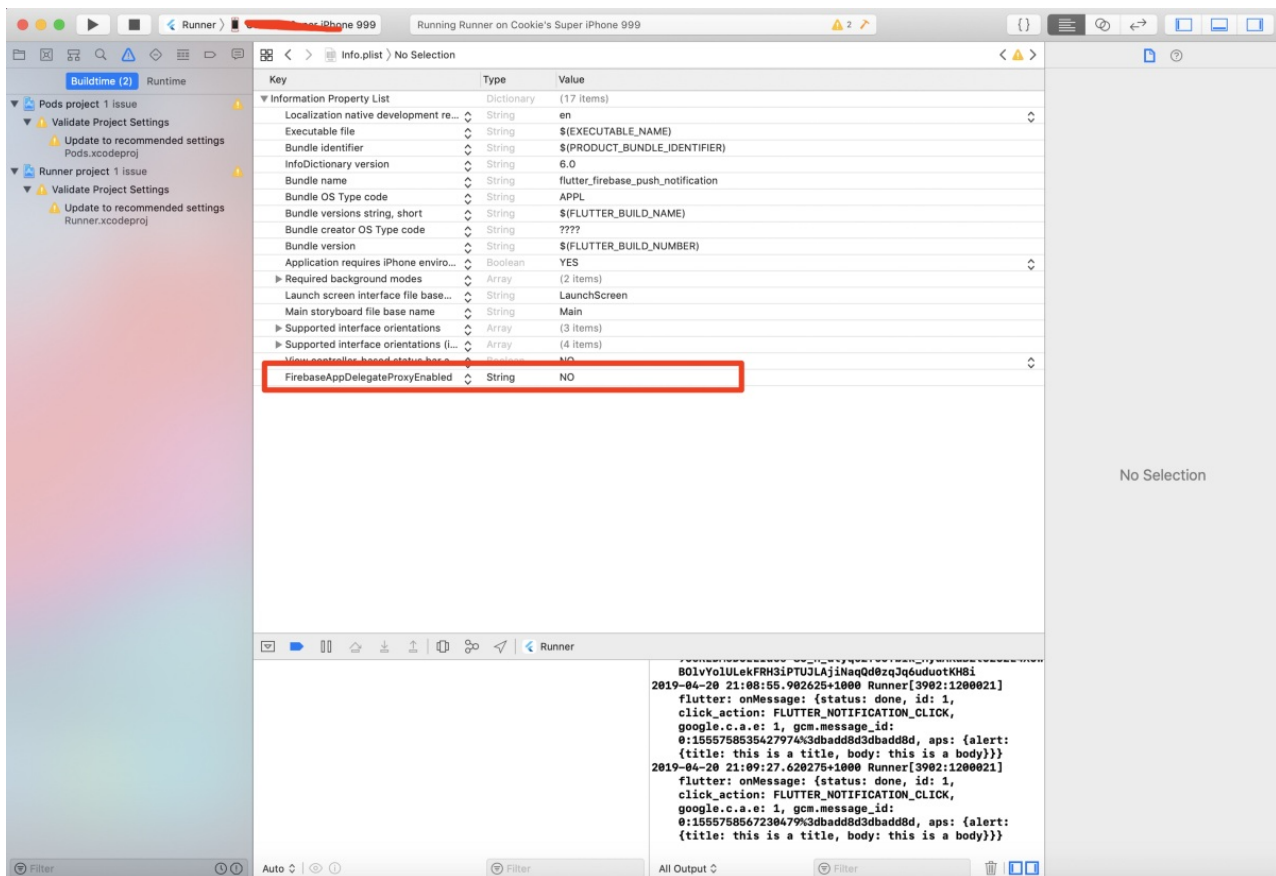 Runner
iPhone 999
Running Runner on Cookie's Super iPhone 999
2
Buildtime (2)
Runtime
Pods project 1 issue
Validate Project Settings
Update to recommended settings
Pods.xcodeproj
Runner project 1 issue
Validate Project Settings
Update to recommended settings
Runner.xcodeproj
Info.plist
No Selection
Key Type Value
Information Property List Dictionary (17 items)
Localization native development re... String en
Executable file String $(EXECUTABLE_NAME)
Bundle identifier String $(PRODUCT_BUNDLE_IDENTIFIER)
InfoDictionary version String 6.0
Bundle name String flutter_firebase_push_notification
Bundle OS Type code String APPL
Bundle versions string, short String $(FLUTTER_BUILD_NAME)
Bundle creator OS Type code String ????
Bundle version String $(FLUTTER_BUILD_NUMBER)
Application requires iPhone enviro... Boolean YES
Required background modes Array (2 items)
Launch screen interface file base... String LaunchScreen
Main storyboard file base name String Main
Supported interface orientations Array (3 items)
Supported interface orientations (i... Array (4 items)
View controller-based status bar a... Boolean NO
FirebaseAppDelegateProxyEnabled String NO
No Selection
Runner
2019-04-20 21:08:55.902625+1000 Runner[3902:1200021]
flutter: onMessage: {status: done, id: 1,
click_action: FLUTTER_NOTIFICATION_CLICK,
google.c.a.e: 1, gcm.message_id:
0:1555758535427974%3dbadd8d3dbadd8d, aps: {alert:
{title: this is a title, body: this is a body}}}
2019-04-20 21:09:27.620275+1000 Runner[3902:1200021]
flutter: onMessage: {status: done, id: 1,
click_action: FLUTTER_NOTIFICATION_CLICK,
google.c.a.e: 1, gcm.message_id:
0:1555758567230479%3dbadd8d3dbadd8d, aps: {alert:
{title: this is a title, body: this is a body}}}
Filter
Auto
Filter
All Output
Filter